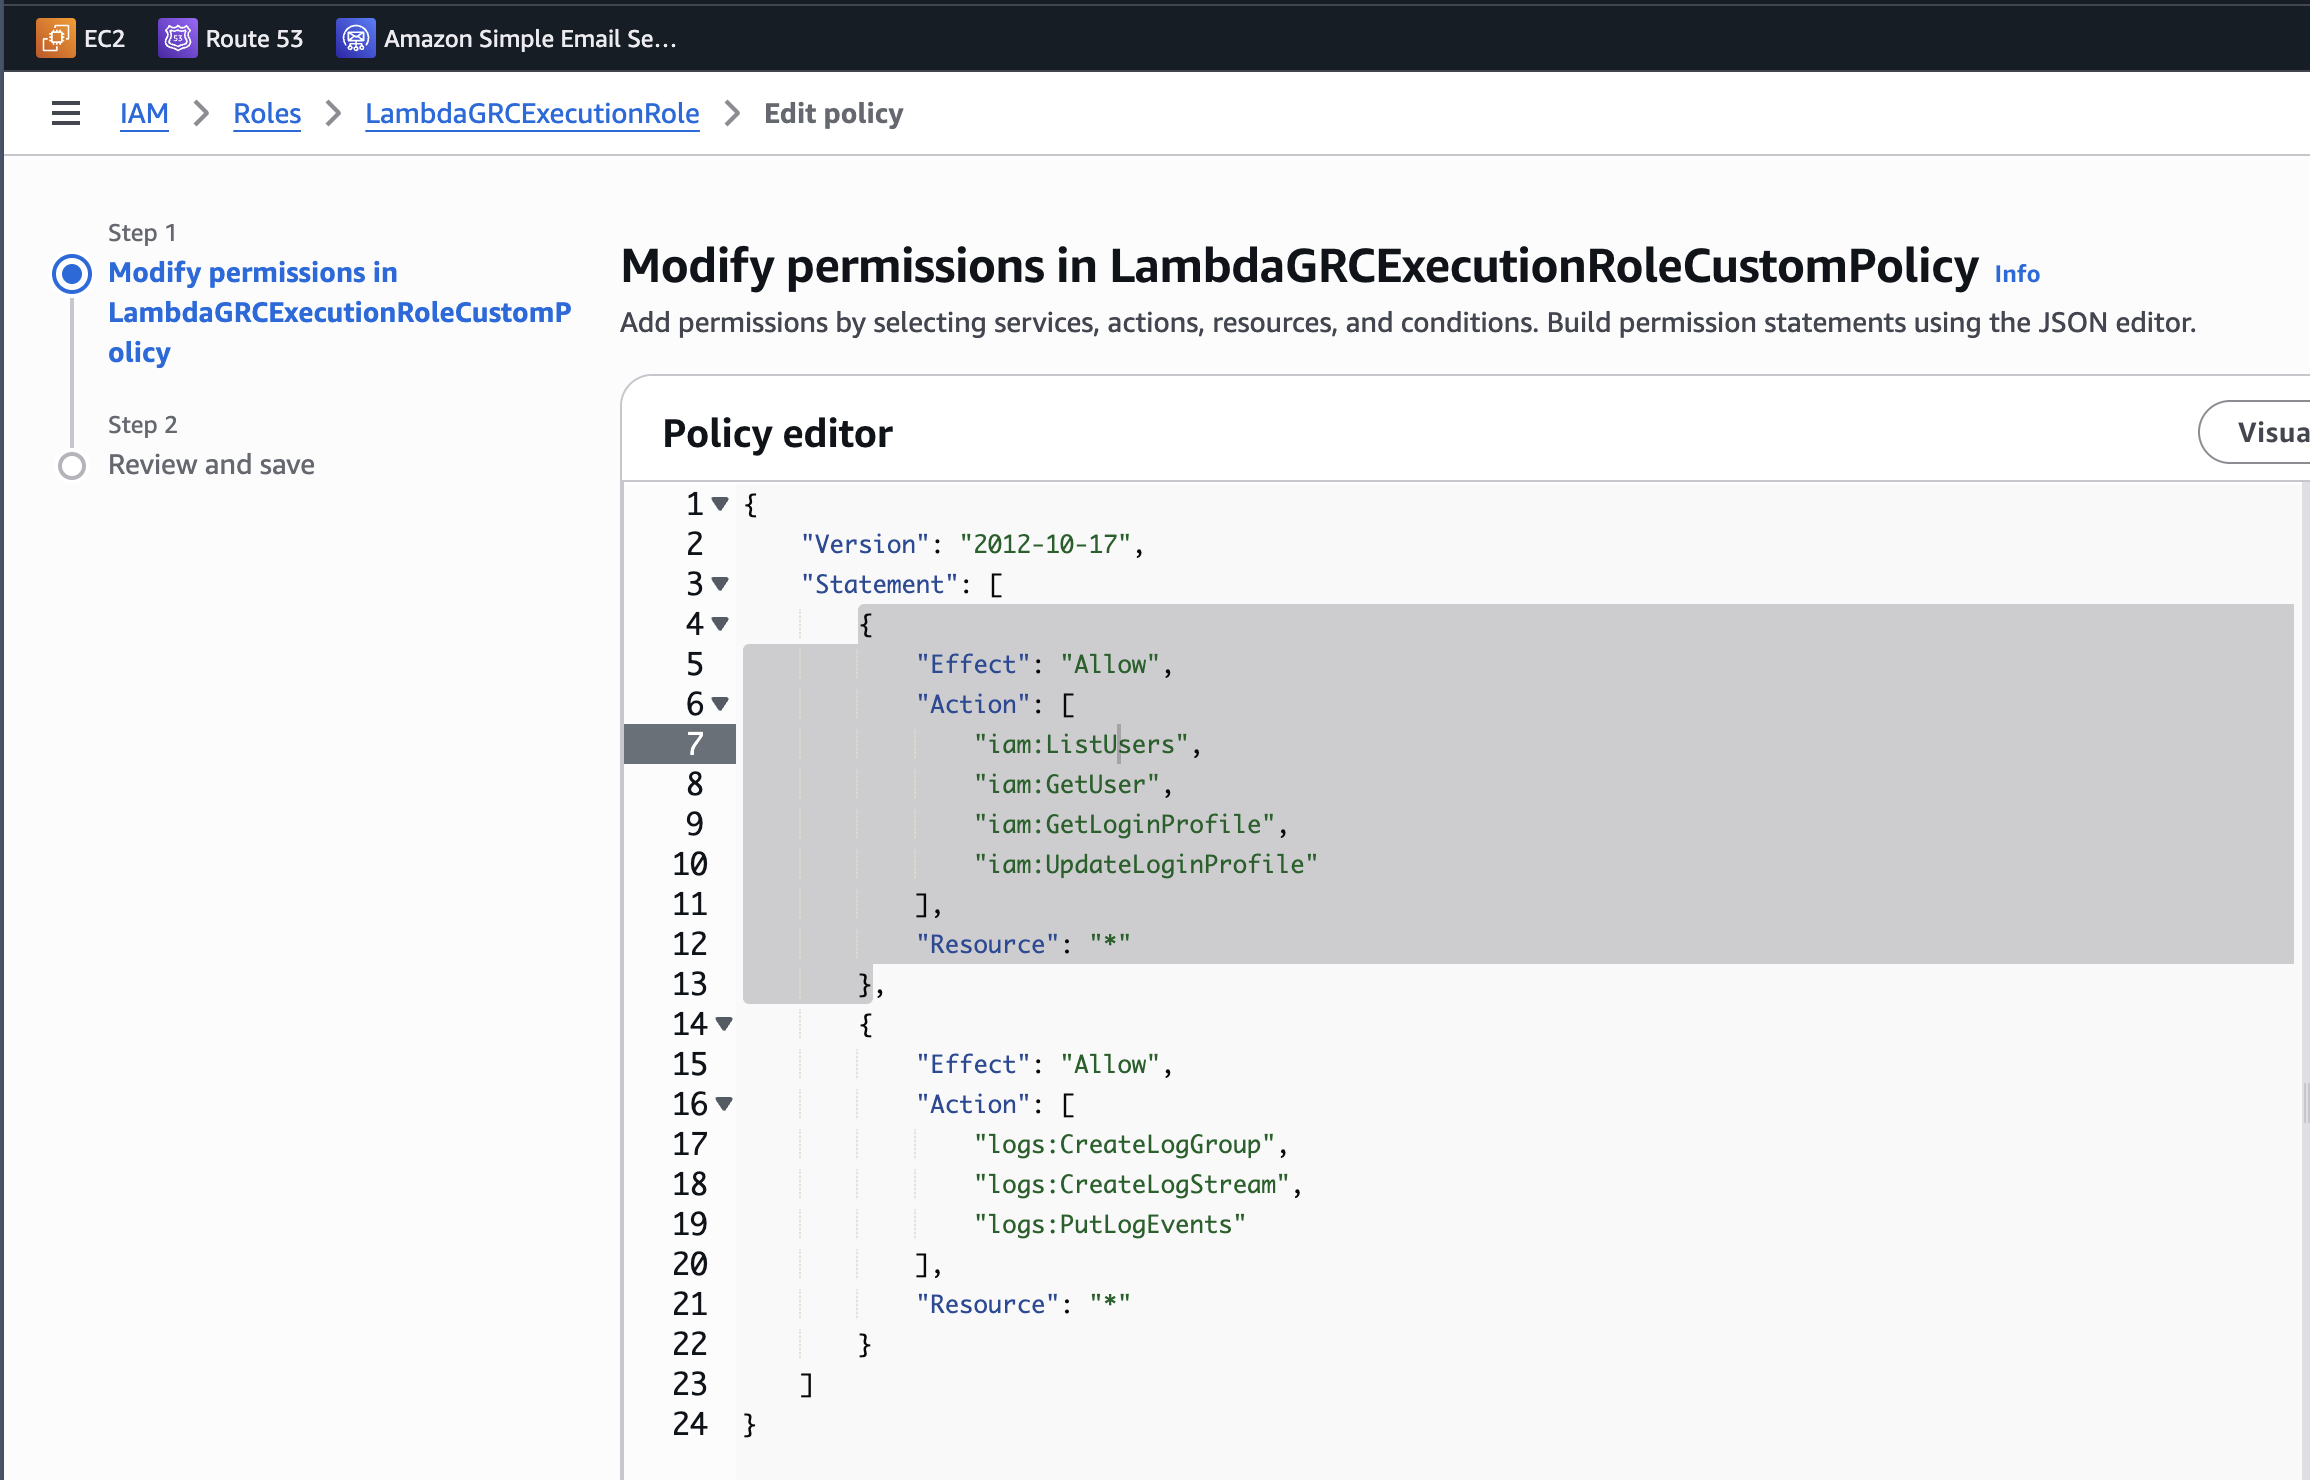 EC2
Route 53
Amazon Simple Email Se...
IAM
Roles
LambdaGRCExecutionRole
Edit policy
Step 1
Modify permissions in
LambdaGRCExecutionRoleCustomP
olicy
Step 2
Review and save
Modify permissions in LambdaGRCExecutionRoleCustomPolicy Info
Add permissions by selecting services, actions, resources, and conditions. Build permission statements using the JSON editor.
Policy editor
Visua
1 {
2     "Version": "2012-10-17",
3     "Statement": [
4         {
5             "Effect": "Allow",
6             "Action": [
7                 "iam:ListUsers",
8                 "iam:GetUser",
9                 "iam:GetLoginProfile",
10                 "iam:UpdateLoginProfile"
11             ],
12             "Resource": "*"
13         },
14         {
15             "Effect": "Allow",
16             "Action": [
17                 "logs:CreateLogGroup",
18                 "logs:CreateLogStream",
19                 "logs:PutLogEvents"
20             ],
21             "Resource": "*"
22         }
23     ]
24 }